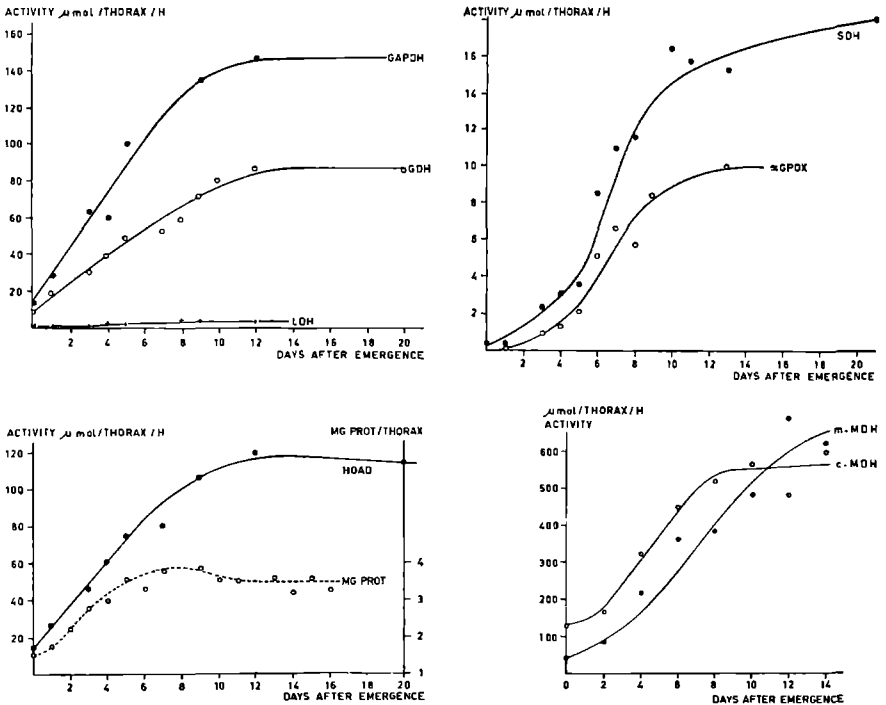 ACTIVITY μmol/THORAX/H
160
140
120
100
80
60
40
20
GAPDH
∝GDH
LDH
2 4 6 8 10 12 14 16 18 20
DAYS AFTER EMERGENCE
ACTIVITY μmol/THORAX/H
18
16
14
12
10
8
6
4
2
SDH
∝GPOX
0 2 4 6 8 10 12 14 16 18 20
DAYS AFTER EMERGENCE
ACTIVITY μmol/THORAX/H
MG PROT/THORAX
120
100
80
60
40
20
HOAD
MG PROT
4
3
2
1
2 4 6 8 10 12 14 16 18 20
DAYS AFTER EMERGENCE
μmol/THORAX/H
ACTIVITY
600
500
400
300
200
100
m-MDH
c-MDH
0 2 4 6 8 10 12 14
DAYS AFTER EMERGENCE